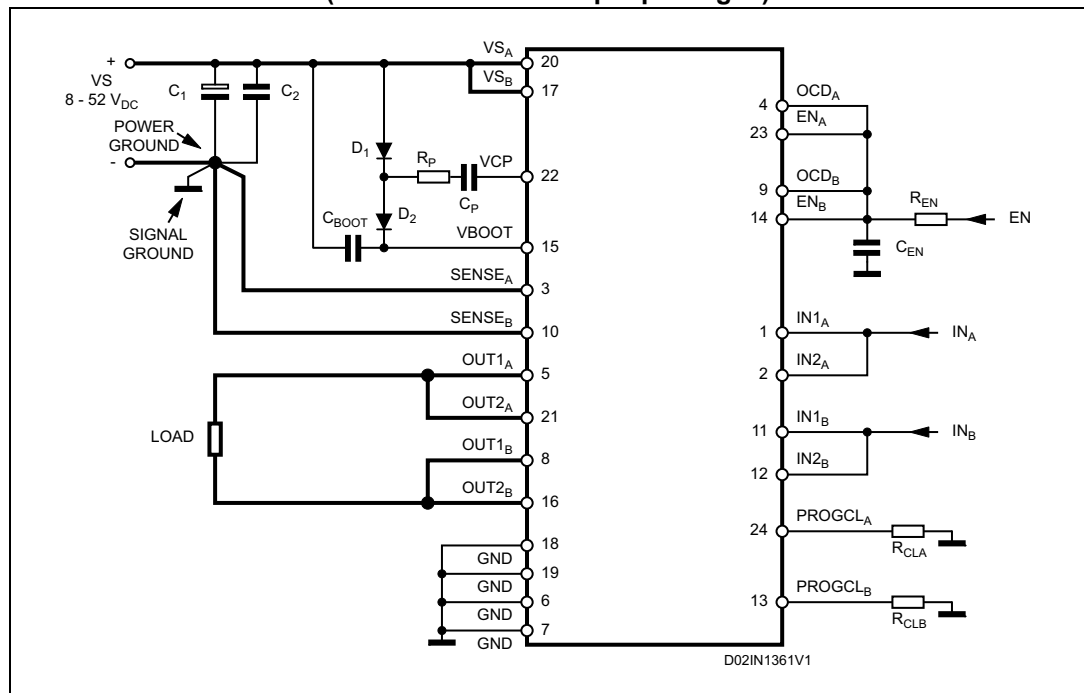 +
VS
8 - 52 VDC
-
POWER
GROUND
SIGNAL
GROUND
C1
C2
D1
RP
CP
VCP
D2
CBOOT
VBOOT
VSA
20
VSB
17
22
15
SENSEA
3
SENSEB
10
OUT1A
5
OUT2A
21
LOAD
OUT1B
8
OUT2B
16
18
GND
19
GND
6
GND
7
GND
4
OCDA
ENA
23
OCDB
9
ENB
14
REN
EN
CEN
1
IN1A
INA
2
IN2A
11
IN1B
INB
12
IN2B
24
PROGCLA
RCLA
13
PROGCLB
RCLB
D02IN1361V1